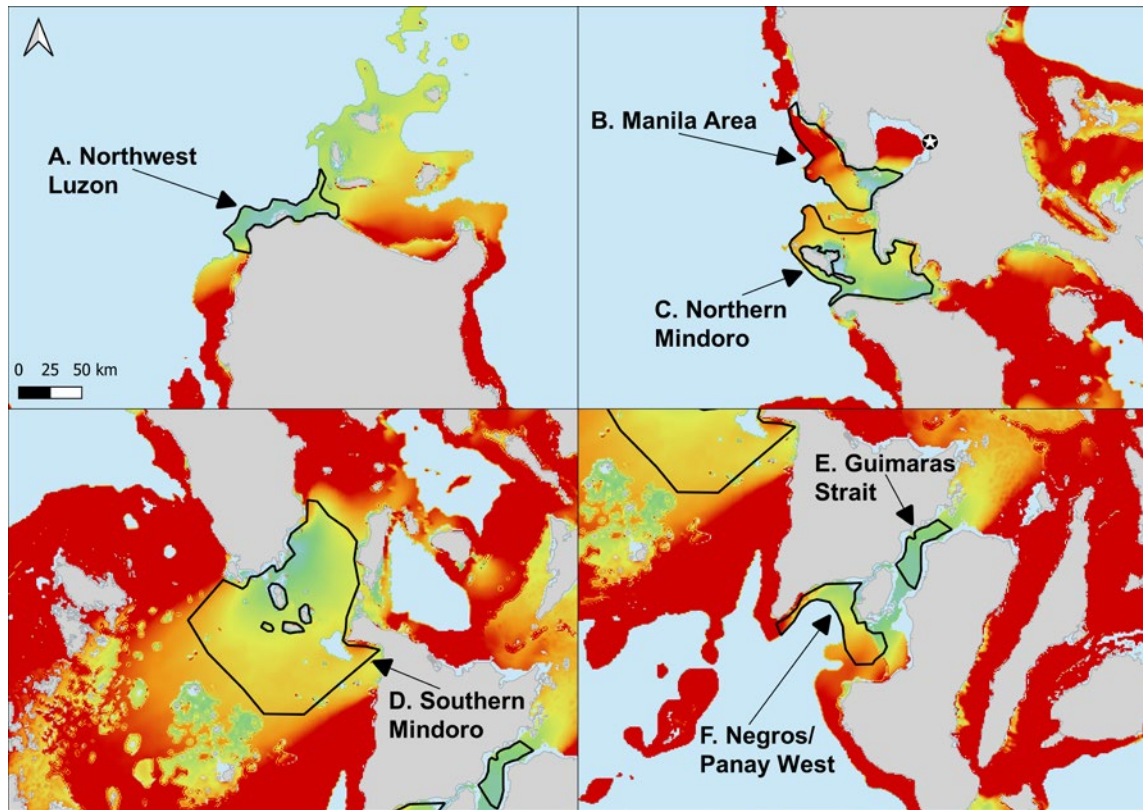 A. Northwest
Luzon
0 25 50 km
B. Manila Area
C. Northern
Mindoro
D. Southern
Mindoro
E. Guimaras
Strait
F. Negros/
Panay West